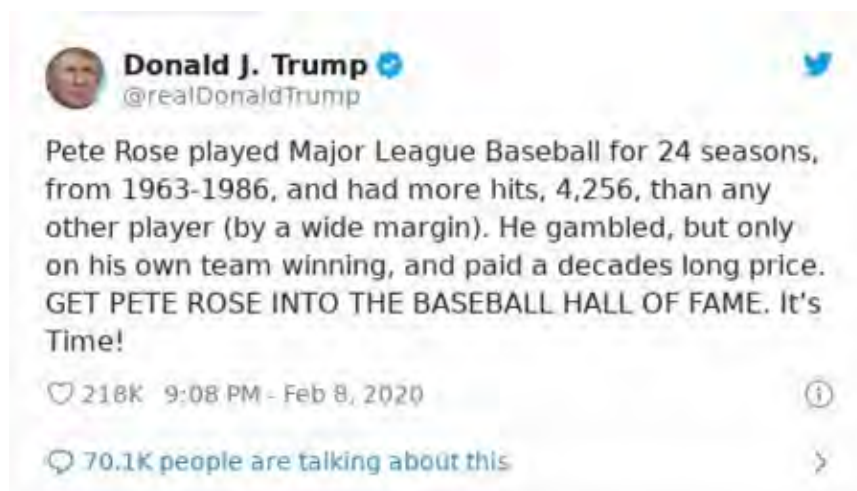 Donald J. Trump
@realDonaldTrump
Pete Rose played Major League Baseball for 24 seasons,
from 1963-1986, and had more hits, 4,256, than any
other player (by a wide margin). He gambled, but only
on his own team winning, and paid a decades long price.
GET PETE ROSE INTO THE BASEBALL HALL OF FAME. It's
Time!
218K 9:08 PM - Feb 8, 2020
70.1K people are talking about this